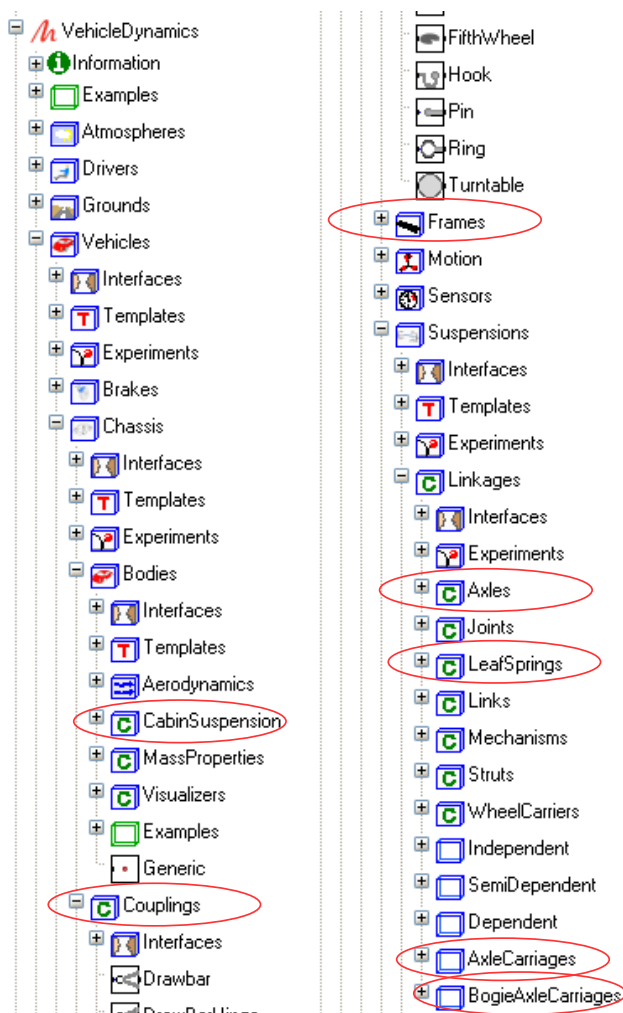 VehicleDynamics
Information
Examples
Atmospheres
Drivers
Grounds
Vehicles
Interfaces
Templates
Experiments
Brakes
Chassis
Interfaces
Templates
Experiments
Bodies
Interfaces
Templates
Aerodynamics
CabinSuspension
MassProperties
Visualizers
Examples
Generic
Couplings
Interfaces
Drawbar
FifthWheel
Hook
Pin
Ring
Turntable
Frames
Motion
Sensors
Suspensions
Interfaces
Templates
Experiments
Linkages
Interfaces
Experiments
Axles
Joints
LeafSprings
Links
Mechanisms
Struts
WheelCarriers
Independent
SemiDependent
Dependent
AxleCarriages
BogieAxleCarriages